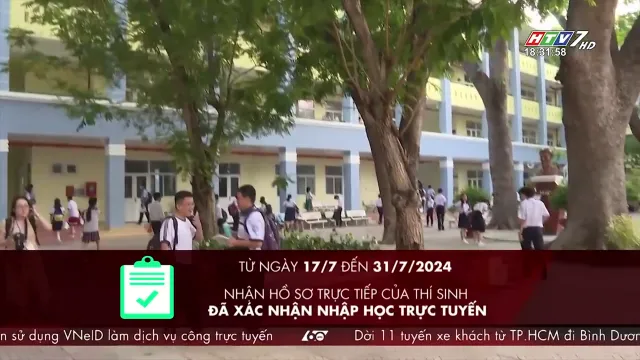 HTV7 HD
18:31:58
TỪ NGÀY 17/7 ĐẾN 31/7/2024
NHẬN HỒ SƠ TRỰC TIẾP CỦA THÍ SINH
ĐÃ XÁC NHẬN NHẬP HỌC TRỰC TUYẾN
n sử dụng VNeID làm dịch vụ công trực tuyến
Dời 11 tuyến xe khách từ TP.HCM đi Bình Dươ